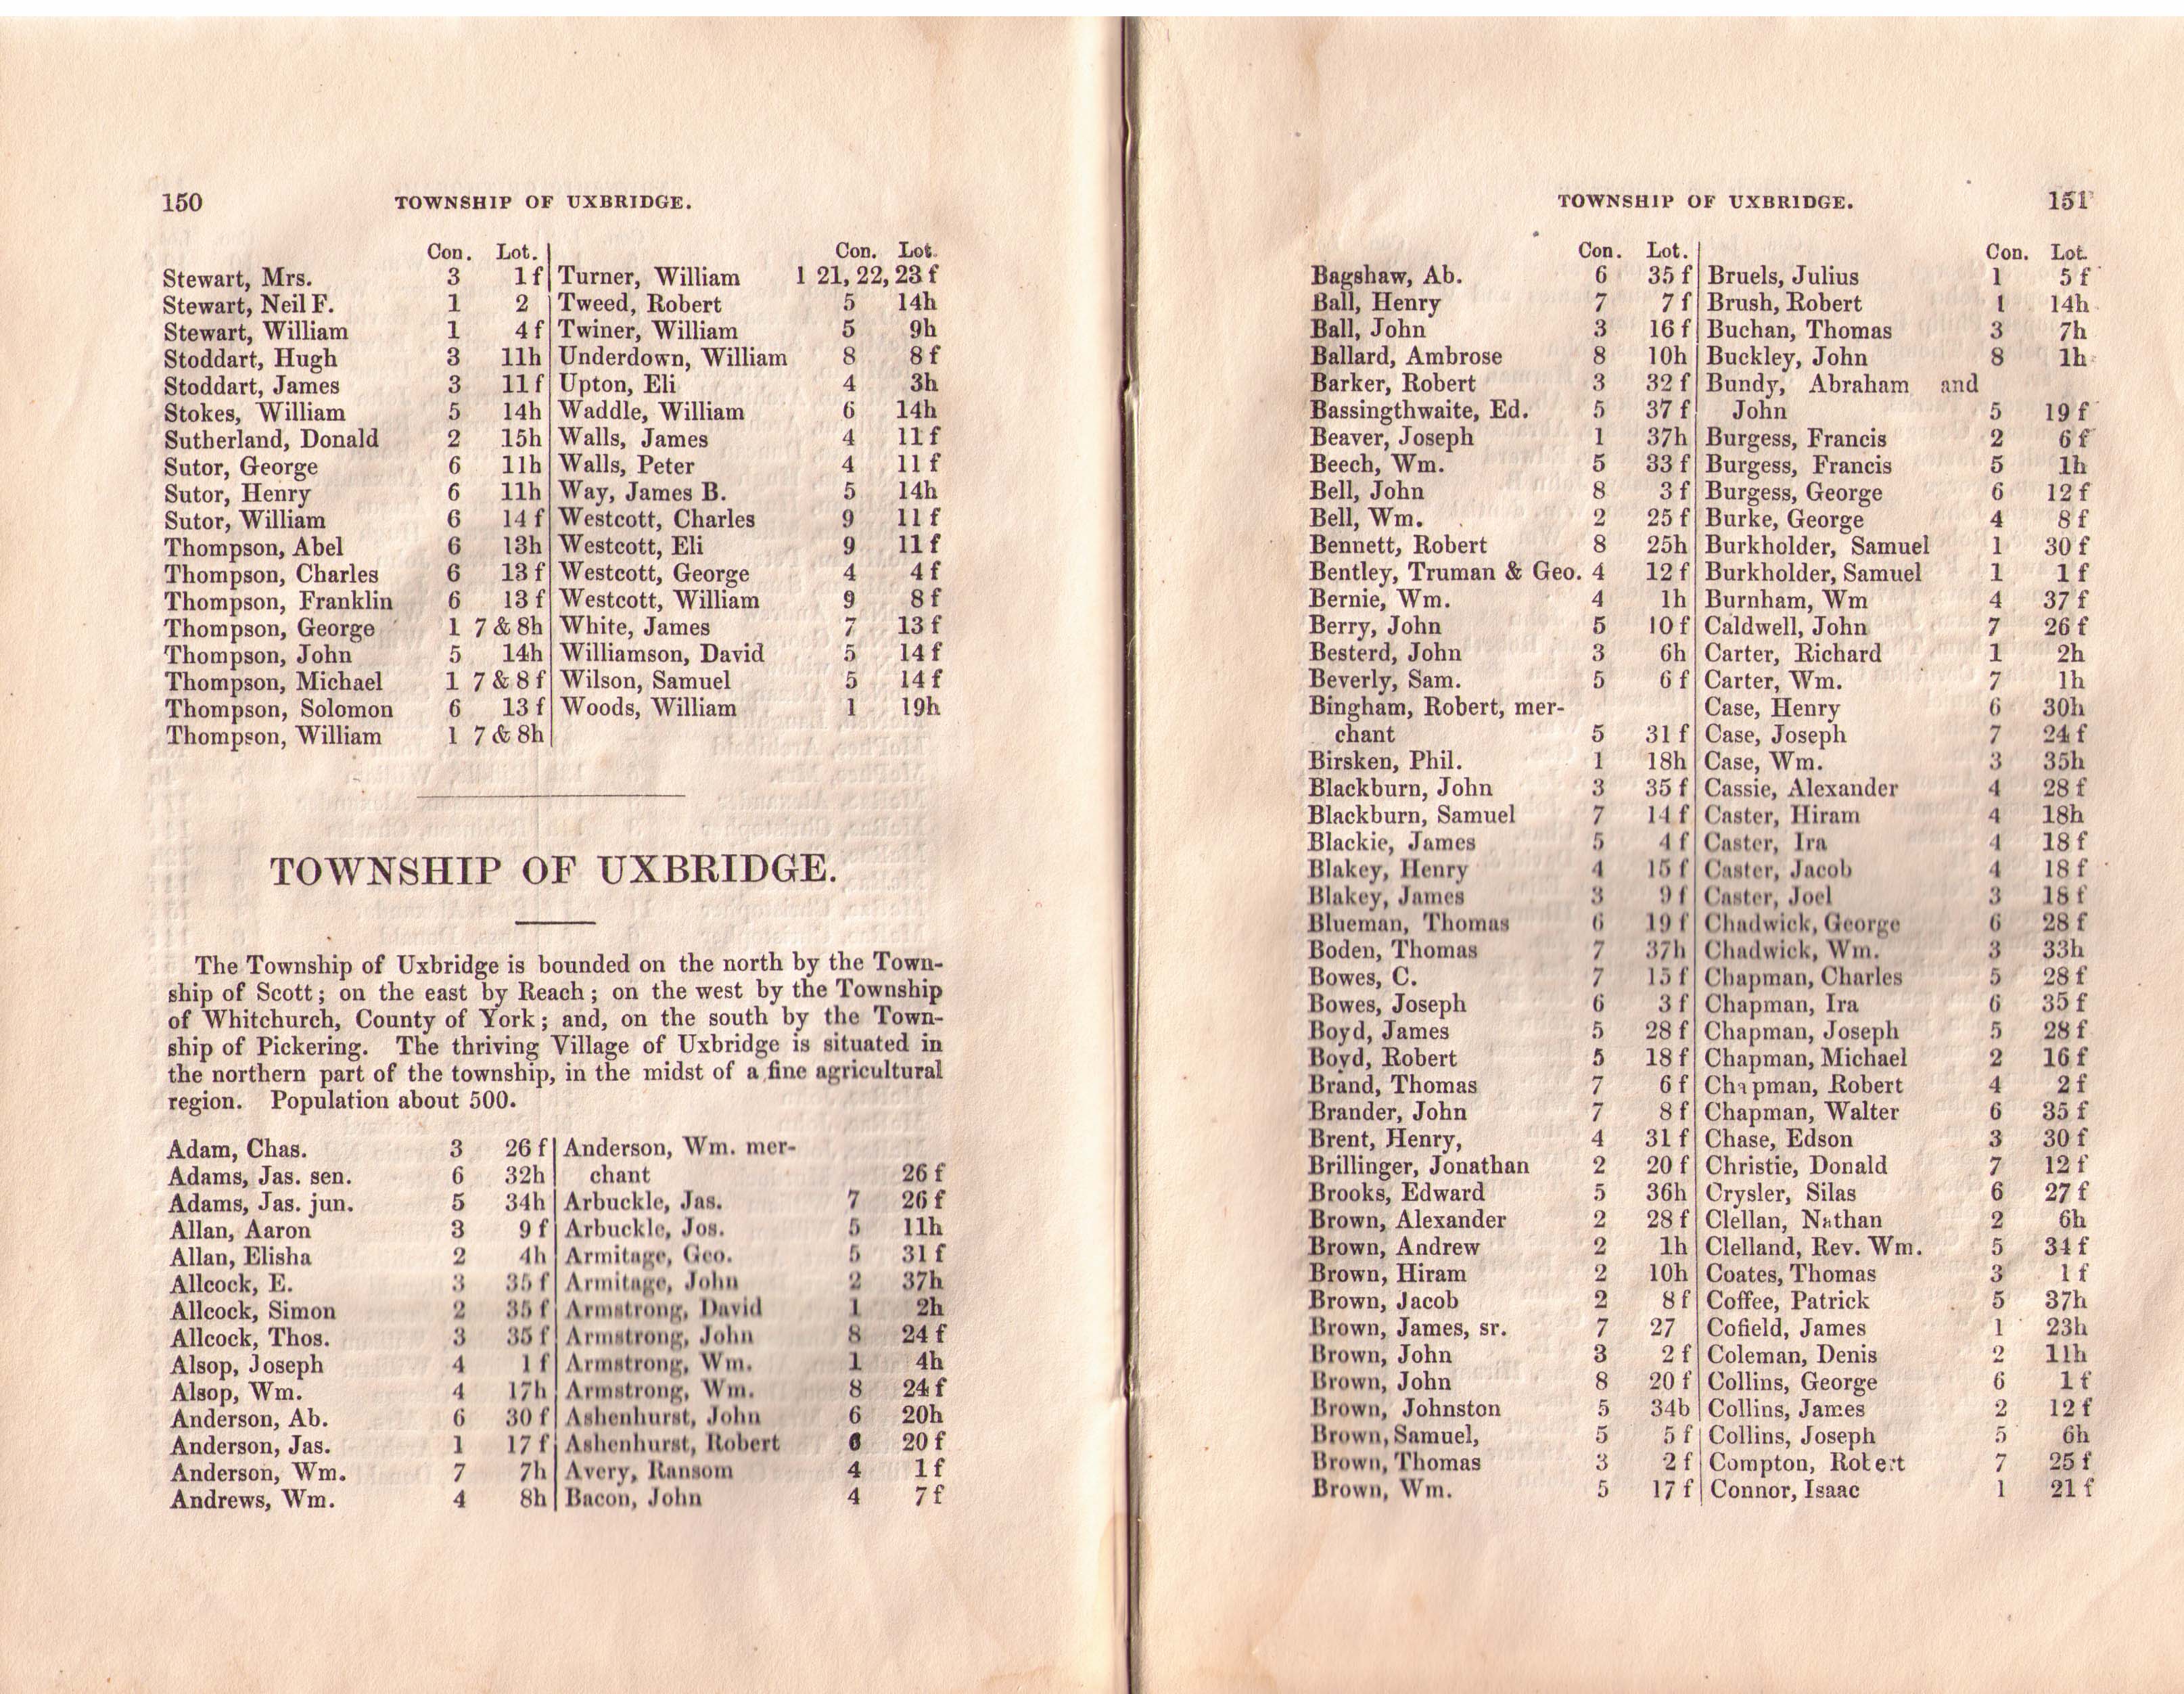 150 TOWNSHIP OF UXBRIDGE.
Con. Lot.
Stewart, Mrs. 3 1 f
Stewart, Neil F. 1 2
Stewart, William 1 4 f
Stoddart, Hugh 3 11h
Stoddart, James 3 11 f
Stokes, William 5 14h
Sutherland, Donald 2 15h
Sutor, George 6 11h
Sutor, Henry 6 11h
Sutor, William 6 14 f
Thompson, Abel 6 13h
Thompson, Charles 6 13 f
Thompson, Franklin 6 13 f
Thompson, George 1 7 & 8h
Thompson, John 5 14h
Thompson, Michael 1 7 & 8 f
Thompson, Solomon 6 13 f
Thompson, William 1 7 & 8h
Con. Lot.
Turner, William 1 21, 22, 23 f
Tweed, Robert 5 14h
Twiner, William 5 9h
Underdown, William 8 8 f
Upton, Eli 4 3h
Waddle, William 6 14h
Walls, James 4 11 f
Walls, Peter 4 11 f
Way, James B. 5 14h
Westcott, Charles 9 11 f
Westcott, Eli 9 11 f
Westcott, George 4 4 f
Westcott, William 9 8 f
White, James 7 13 f
Williamson, David 5 14 f
Wilson, Samuel 5 14 f
Woods, William 1 19h
TOWNSHIP OF UXBRIDGE.
The Township of Uxbridge is bounded on the north by the Town-
ship of Scott; on the east by Reach; on the west by the Township
of Whitchurch, County of York; and, on the south by the Town-
ship of Pickering. The thriving Village of Uxbridge is situated in
the northern part of the township, in the midst of a fine agricultural
region. Population about 500.
Adam, Chas. 3 26 f
Adams, Jas. sen. 6 32h
Adams, Jas. jun. 5 34h
Allan, Aaron 3 9 f
Allan, Elisha 2 4h
Allcock, E. 3 35 f
Allcock, Simon 2 35 f
Allcock, Thos. 3 35 f
Alsop, Joseph 4 1 f
Alsop, Wm. 4 17h
Anderson, Ab. 6 30 f
Anderson, Jas. 1 17 f
Anderson, Wm. 7 7h
Andrews, Wm. 4 8h
Anderson, Wm. mer-
chant 26 f
Arbuckle, Jas. 7 26 f
Arbuckle, Jos. 5 11h
Armitage, Geo. 5 31 f
Armitage, John 2 37h
Armstrong, David 1 2h
Armstrong, John 8 24 f
Armstrong, Wm. 1 4h
Armstrong, Wm. 8 24 f
Ashenhurst, John 6 20h
Ashenhurst, Robert 6 20 f
Avery, Ransom 4 1 f
Bacon, John 4 7 f
TOWNSHIP OF UXBRIDGE. 151
Con. Lot.
Bagshaw, Ab. 6 35 f
Ball, Henry 7 7 f
Ball, John 3 16 f
Ballard, Ambrose 8 10h
Barker, Robert 3 32 f
Bassingthwaite, Ed. 5 37 f
Beaver, Joseph 1 37h
Beech, Wm. 5 33 f
Bell, John 8 3 f
Bell, Wm. 2 25 f
Bennett, Robert 8 25h
Bentley, Truman & Geo. 4 12 f
Bernie, Wm. 4 1h
Berry, John 5 10 f
Besterd, John 3 6h
Beverly, Sam. 5 6 f
Bingham, Robert, mer-
chant 5 31 f
Birsken, Phil. 1 18h
Blackburn, John 3 35 f
Blackburn, Samuel 7 14 f
Blackie, James 5 4 f
Blakey, Henry 4 15 f
Blakey, James 3 9 f
Blueman, Thomas 6 19 f
Boden, Thomas 7 37h
Bowes, C. 7 15 f
Bowes, Joseph 6 3 f
Boyd, James 5 28 f
Boyd, Robert 5 18 f
Brand, Thomas 7 6 f
Brander, John 7 8 f
Brent, Henry, 4 31 f
Brillinger, Jonathan 2 20 f
Brooks, Edward 5 36h
Brown, Alexander 2 28 f
Brown, Andrew 2 1h
Brown, Hiram 2 10h
Brown, Jacob 2 8 f
Brown, James, sr. 7 27
Brown, John 3 2 f
Brown, John 8 20 f
Brown, Johnston 5 34b
Brown, Samuel, 5 5 f
Brown, Thomas 3 2 f
Brown, Wm. 5 17 f
Con. Lot.
Bruels, Julius 1 5 f
Brush, Robert 1 14h
Buchan, Thomas 3 7h
Buckley, John 8 1h
Bundy, Abraham and
John 5 19 f
Burgess, Francis 2 6 f
Burgess, Francis 5 1h
Burgess, George 6 12 f
Burke, George 4 8 f
Burkholder, Samuel 1 30 f
Burkholder, Samuel 1 1 f
Burnham, Wm 4 37 f
Caldwell, John 7 26 f
Carter, Richard 1 2h
Carter, Wm. 7 1h
Case, Henry 6 30h
Case, Joseph 7 24 f
Case, Wm. 3 35h
Cassie, Alexander 4 28 f
Caster, Hiram 4 18h
Caster, Ira 4 18 f
Caster, Jacob 4 18 f
Caster, Joel 3 18 f
Chadwick, George 6 28 f
Chadwick, Wm. 3 33h
Chapman, Charles 5 28 f
Chapman, Ira 6 35 f
Chapman, Joseph 5 28 f
Chapman, Michael 2 16 f
Chapman, Robert 4 2 f
Chapman, Walter 6 35 f
Chase, Edson 3 30 f
Christie, Donald 7 12 f
Crysler, Silas 6 27 f
Clellan, Nathan 2 6h
Clelland, Rev. Wm. 5 34 f
Coates, Thomas 3 1 f
Coffee, Patrick 5 37h
Cofield, James 1 23h
Coleman, Denis 2 11h
Collins, George 6 1 f
Collins, James 2 12 f
Collins, Joseph 5 6h
Compton, Robert 7 25 f
Connor, Isaac 1 21 f